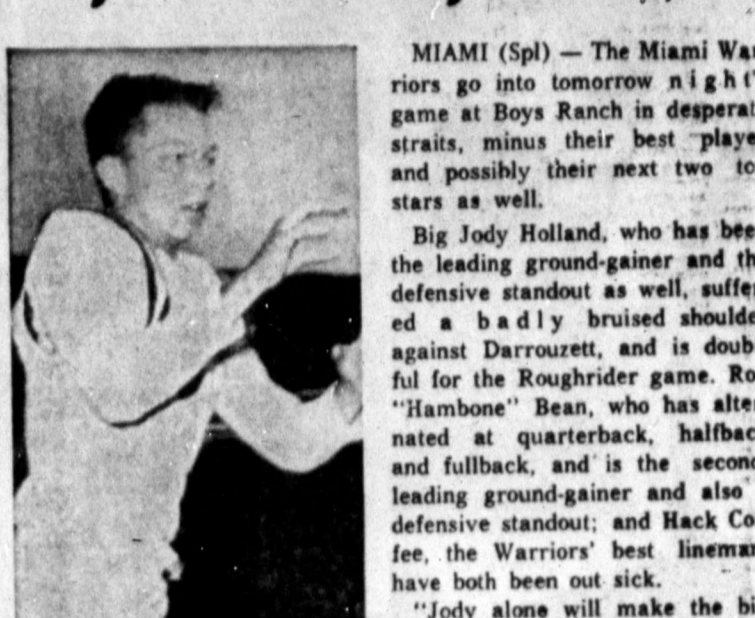 MIAMI (Spl) — The Miami War
riors go into tomorrow night'
game at Boys Ranch in desperat
straits, minus their best playe
and possibly their next two to
stars as well.
Big Jody Holland, who has bee
the leading ground-gainer and th
defensive standout as well, suffer
ed a badly bruised shoulde
against Darrouzett, and is doub
ful for the Roughrider game. Ro
"Hambone" Bean, who has alter
nated at quarterback, halfbac
and fullback, and is the secon
leading ground-gainer and also
defensive standout; and Hack Co
fee, the Warriors' best linema
have both been out sick.
"Jody alone will make the bi